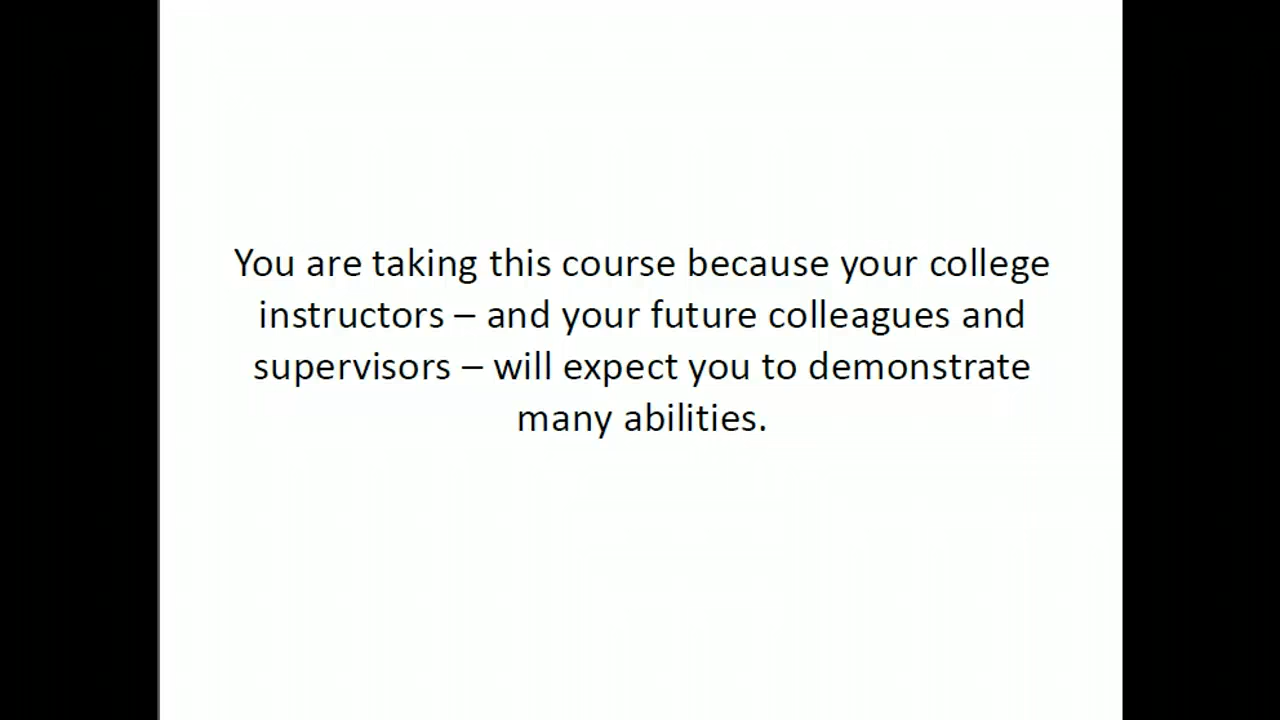 You are taking this course because your college
instructors – and your future colleagues and
supervisors – will expect you to demonstrate
many abilities.